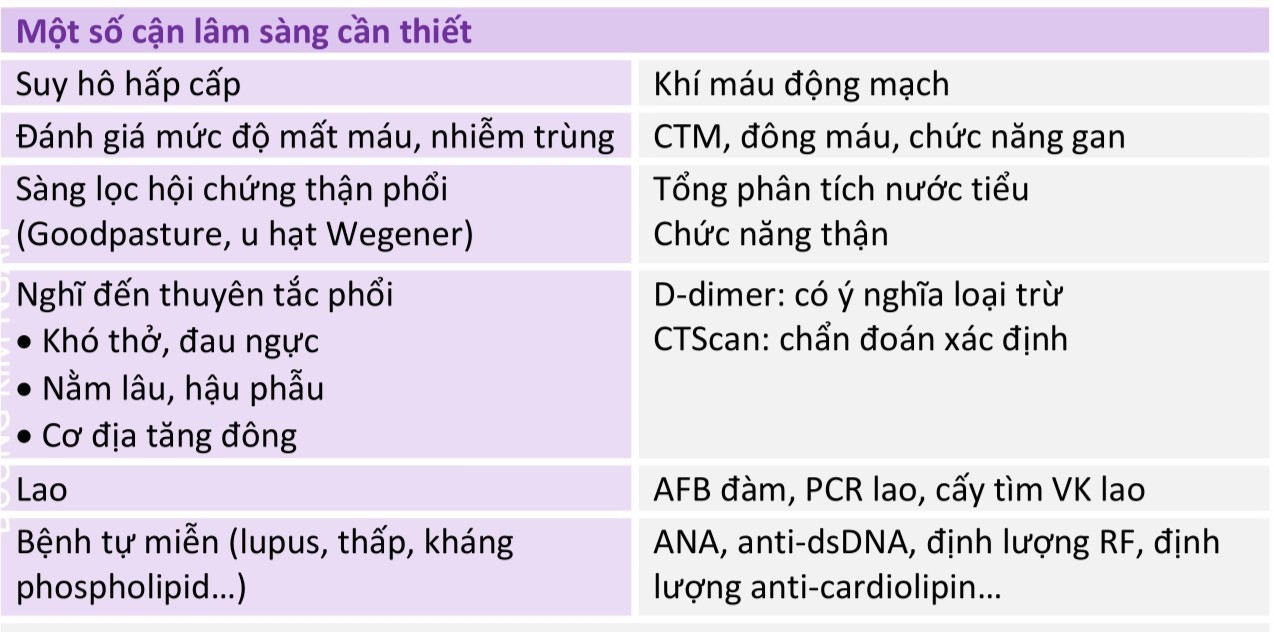 Một số cận lâm sàng cần thiết
Suy hô hấp cấp
Khí máu động mạch
Đánh giá mức độ mất máu, nhiễm trùng
CTM, đông máu, chức năng gan
Sàng lọc hội chứng thận phổi
(Goodpasture, u hạt Wegener)
Tổng phân tích nước tiểu
Chức năng thận
Nghĩ đến thuyên tắc phổi
• Khó thở, đau ngực
• Nằm lâu, hậu phẫu
• Cơ địa tăng đông
D-dimer: có ý nghĩa loại trừ
CTScan: chẩn đoán xác định
Lao
AFB đàm, PCR lao, cấy tìm VK lao
Bệnh tự miễn (lupus, thấp, kháng
phospholipid...)
ANA, anti-dsDNA, định lượng RF, định
lượng anti-cardiolipin...